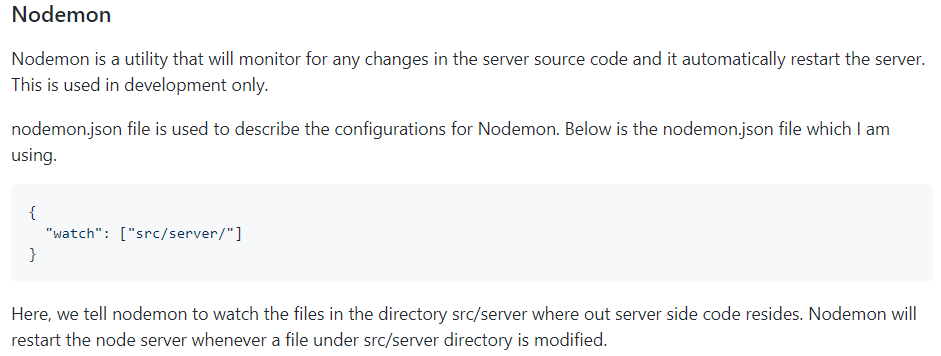 Nodemon
Nodemon is a utility that will monitor for any changes in the server source code and it automatically restart the server.
This is used in development only.
nodemon.json file is used to describe the configurations for Nodemon. Below is the nodemon.json file which I am
using.
{
  "watch": ["src/server/"]
}
Here, we tell nodemon to watch the files in the directory src/server where out server side code resides. Nodemon will
restart the node server whenever a file under src/server directory is modified.